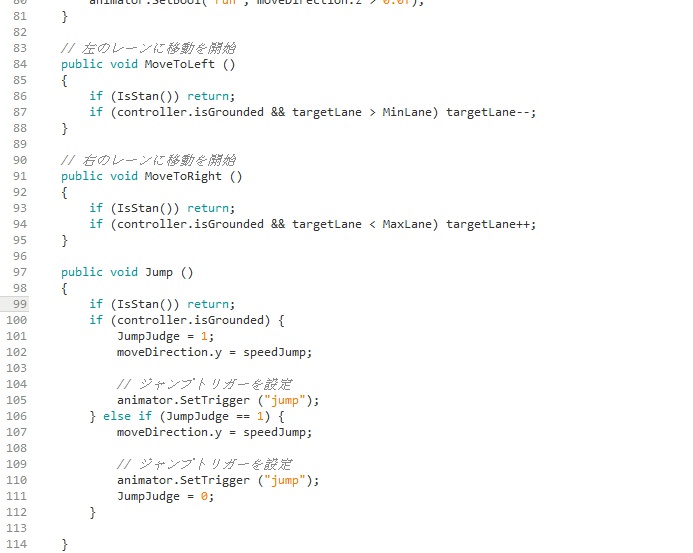 80 animator.SetBool("run", moveDirection.z > 0.0f);
81 }
82
83 // 左のレーンに移動を開始
84 public void MoveToLeft ()
85 {
86 if (IsStan()) return;
87 if (controller.isGrounded && targetLane > MinLane) targetLane--;
88 }
89
90 // 右のレーンに移動を開始
91 public void MoveToRight ()
92 {
93 if (IsStan()) return;
94 if (controller.isGrounded && targetLane < MaxLane) targetLane++;
95 }
96
97 public void Jump ()
98 {
99 if (IsStan()) return;
100 if (controller.isGrounded) {
101 JumpJudge = 1;
102 moveDirection.y = speedJump;
103
104 // ジャンプトリガーを設定
105 animator.SetTrigger ("jump");
106 } else if (JumpJudge == 1) {
107 moveDirection.y = speedJump;
108
109 // ジャンプトリガーを設定
110 animator.SetTrigger ("jump");
111 JumpJudge = 0;
112 }
113
114 }